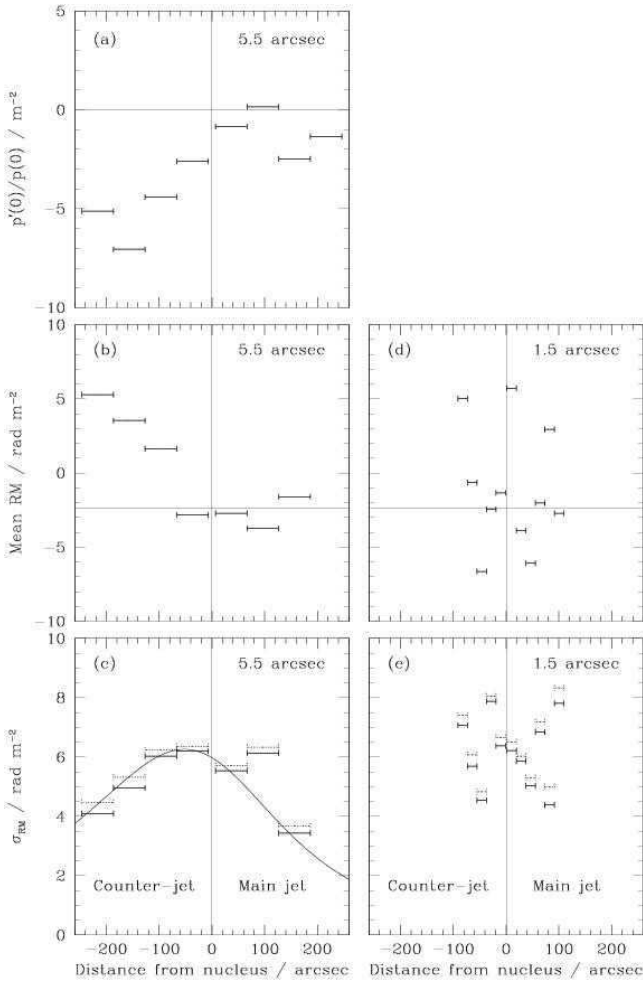 (a) 5.5 arcsec
5
0
−5
−10
p'(0)/p(0) / m⁻²
(b) 5.5 arcsec
10
5
0
−5
−10
Mean RM / rad m⁻²
(d) 1.5 arcsec
(c) 5.5 arcsec
10
8
6
4
2
0
σRM / rad m⁻²
Counter-jet Main jet
−200 −100 0 100 200
Distance from nucleus / arcsec
(e) 1.5 arcsec
Counter-jet Main jet
−200 −100 0 100 200
Distance from nucleus / arcsec